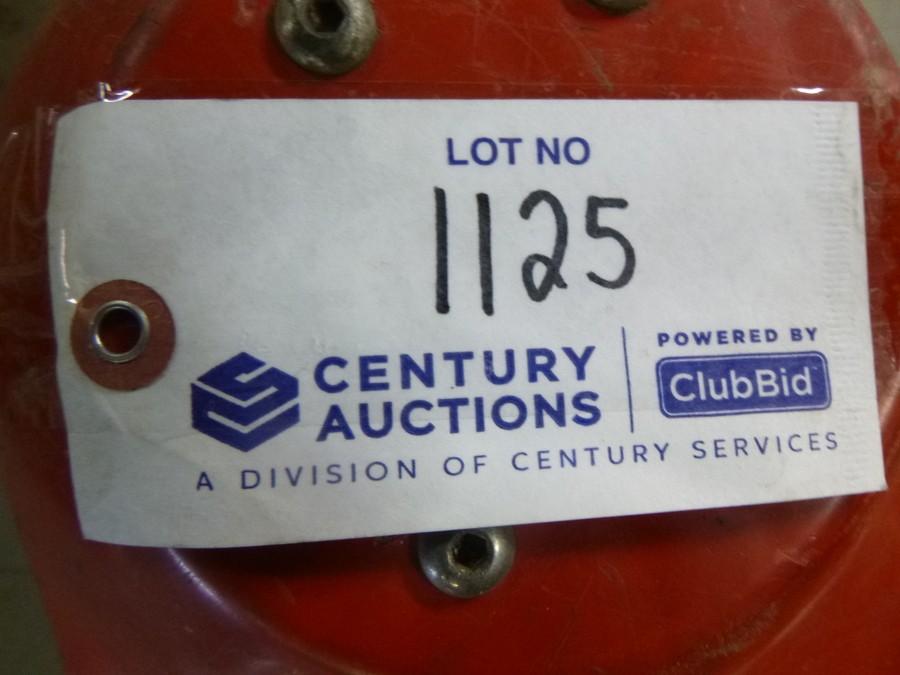 LOT NO
1125
CENTURY
AUCTIONS
POWERED BY
ClubBid
A DIVISION OF CENTURY SERVICES